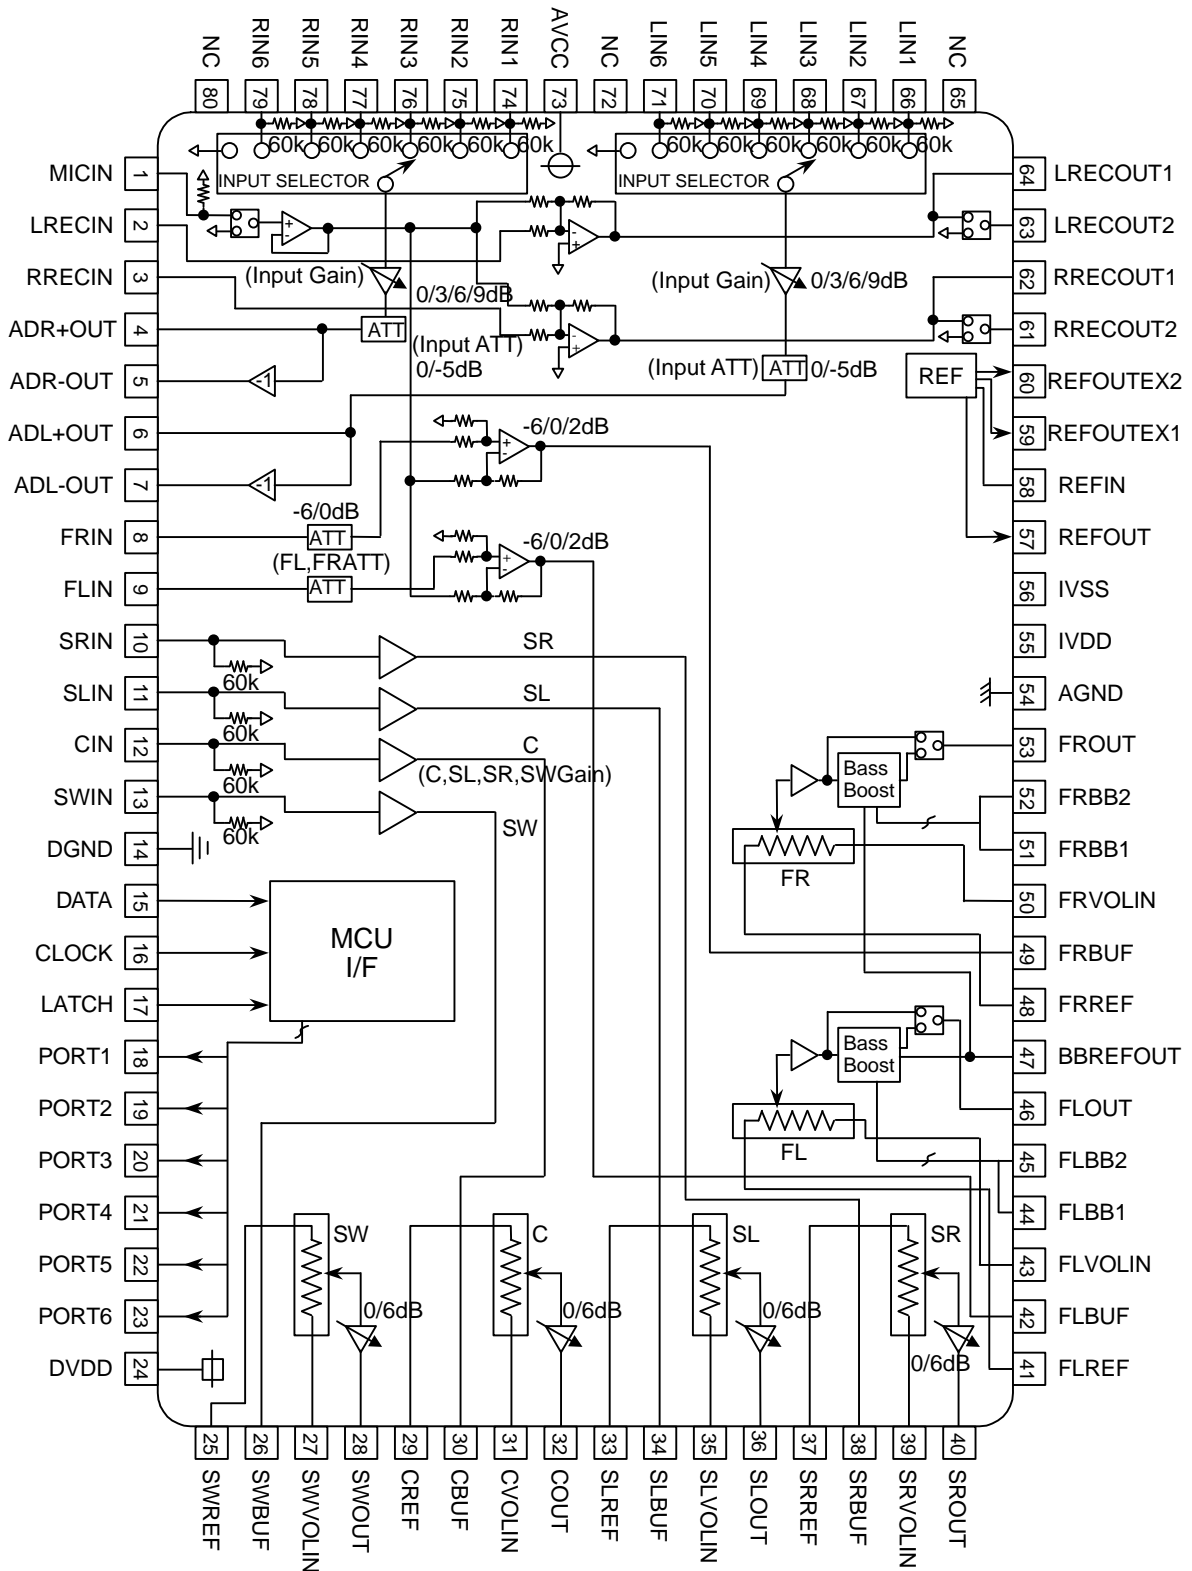 NC RIN6 RIN5 RIN4 RIN3 RIN2 RIN1 AVCC NC LIN6 LIN5 LIN4 LIN3 LIN2 LIN1 NC
80 79 78 77 76 75 74 73 72 71 70 69 68 67 66 65
60k 60k 60k 60k 60k 60k 60k 60k 60k 60k
INPUT SELECTOR INPUT SELECTOR
MICIN 1 64 LRECOUT1
LRECIN 2 63 LRECOUT2
+ - - +
(Input Gain) 0/3/6/9dB (Input Gain) 0/3/6/9dB
RRECIN 3 62 RRECOUT1
ADR+OUT 4 ATT 61 RRECOUT2
- +
(Input ATT)
0/-5dB
(Input ATT) ATT 0/-5dB
ADR-OUT 5 -1 REF 60 REFOUTEX2
ADL+OUT 6 -6/0/2dB 59 REFOUTEX1
+ -
ADL-OUT 7 -1 58 REFIN
-6/0dB
FRIN 8 ATT -6/0/2dB 57 REFOUT
(FL,FRATT)
+ -
FLIN 9 ATT 56 IVSS
SRIN 10 SR 55 IVDD
60k
SLIN 11 SL 54 AGND
60k
CIN 12 C 53 FROUT
60k (C,SL,SR,SWGain)
Bass
Boost
SWIN 13 SW 52 FRBB2
60k
DGND 14 51 FRBB1
FR
DATA 15 50 FRVOLIN
MCU
I/F
CLOCK 16 49 FRBUF
LATCH 17 48 FRREF
PORT1 18 47 BBREFOUT
Bass
Boost
PORT2 19 46 FLOUT
FL
PORT3 20 45 FLBB2
PORT4 21 44 FLBB1
SW C SL SR
PORT5 22 43 FLVOLIN
PORT6 23 0/6dB 0/6dB 0/6dB 42 FLBUF
DVDD 24 0/6dB 41 FLREF
25 26 27 28 29 30 31 32 33 34 35 36 37 38 39 40
SWREF SWBUF SWVOLIN SWOUT CREF CBUF CVOLIN COUT SLREF SLBUF SLVOLIN SLOUT SRREF SRBUF SRVOLIN SROUT